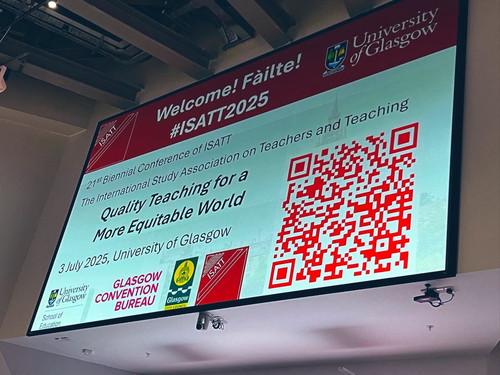 Welcome! Fàilte!
#ISATT2025
University
of Glasgow
ISATT
21st Biennial Conference of ISATT
The International Study Association on Teachers and Teaching
Quality Teaching for a
More Equitable World
3 July 2025, University of Glasgow
University
of Glasgow
School of
Education
GLASGOW
CONVENTION
BUREAU
Glasgow
ISATT